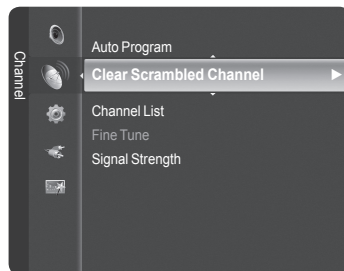 Channel
Auto Program
Clear Scrambled Channel
Channel List
Fine Tune
Signal Strength